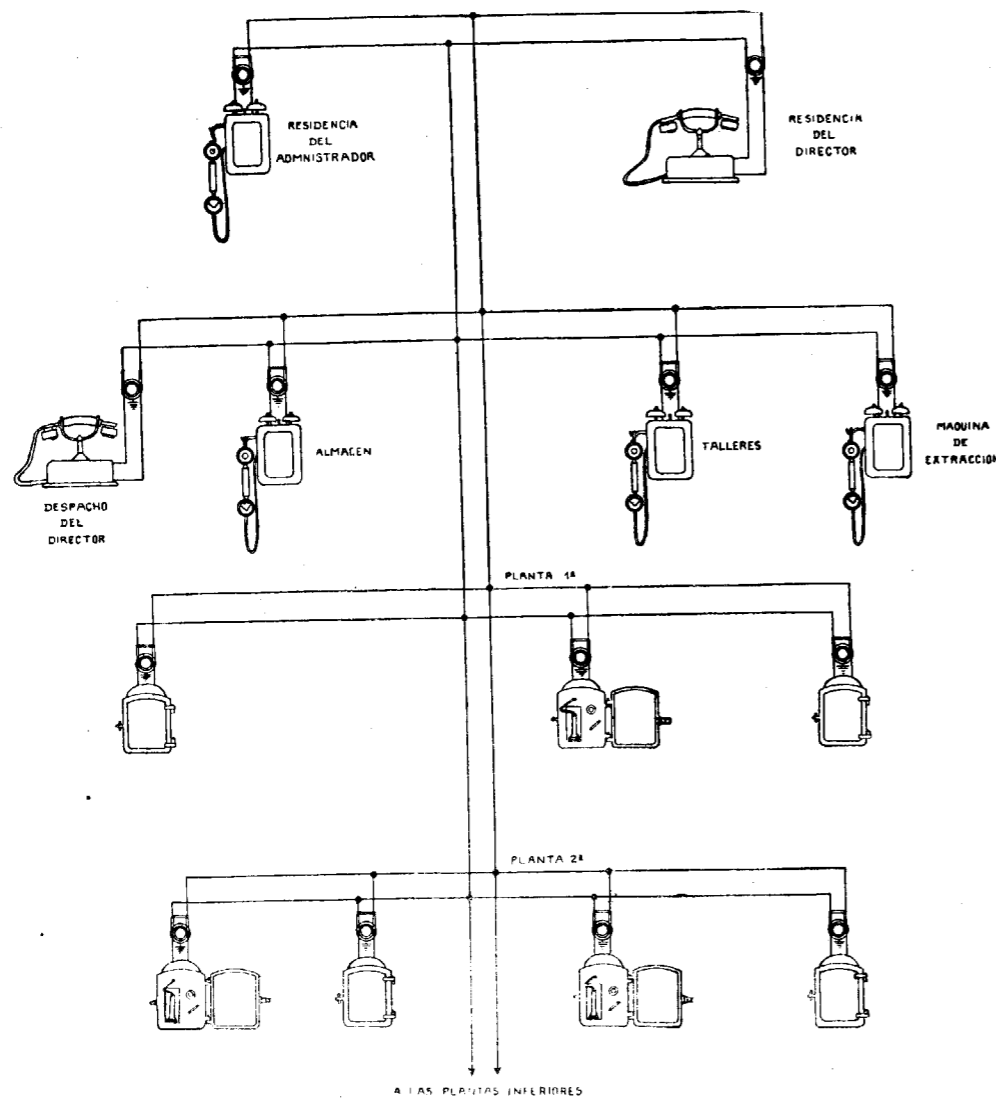 RESIDENCIA
DEL
ADMNISTRADOR
RESIDENCIA
DEL
DIRECTOR
DESPACHO
DEL
DIRECTOR
ALMACEN
TALLERES
MAQUINA
DE
EXTRACCION
PLANTA 1ª
PLANTA 2ª
A LAS PLANTAS INFERIORES